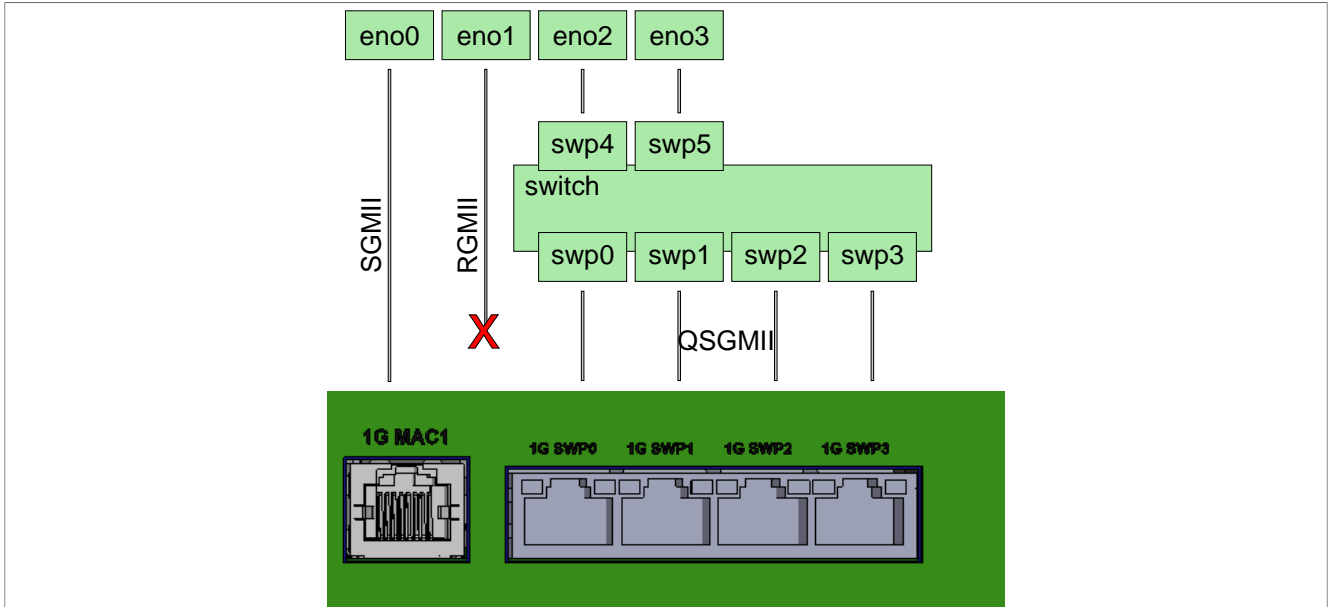 eno0 eno1 eno2 eno3
swp4 swp5
switch
SGMII RGMII
swp0 swp1 swp2 swp3
X
QSGMII
1G MAC1
1G SWP0 1G SWP1 1G SWP2 1G SWP3